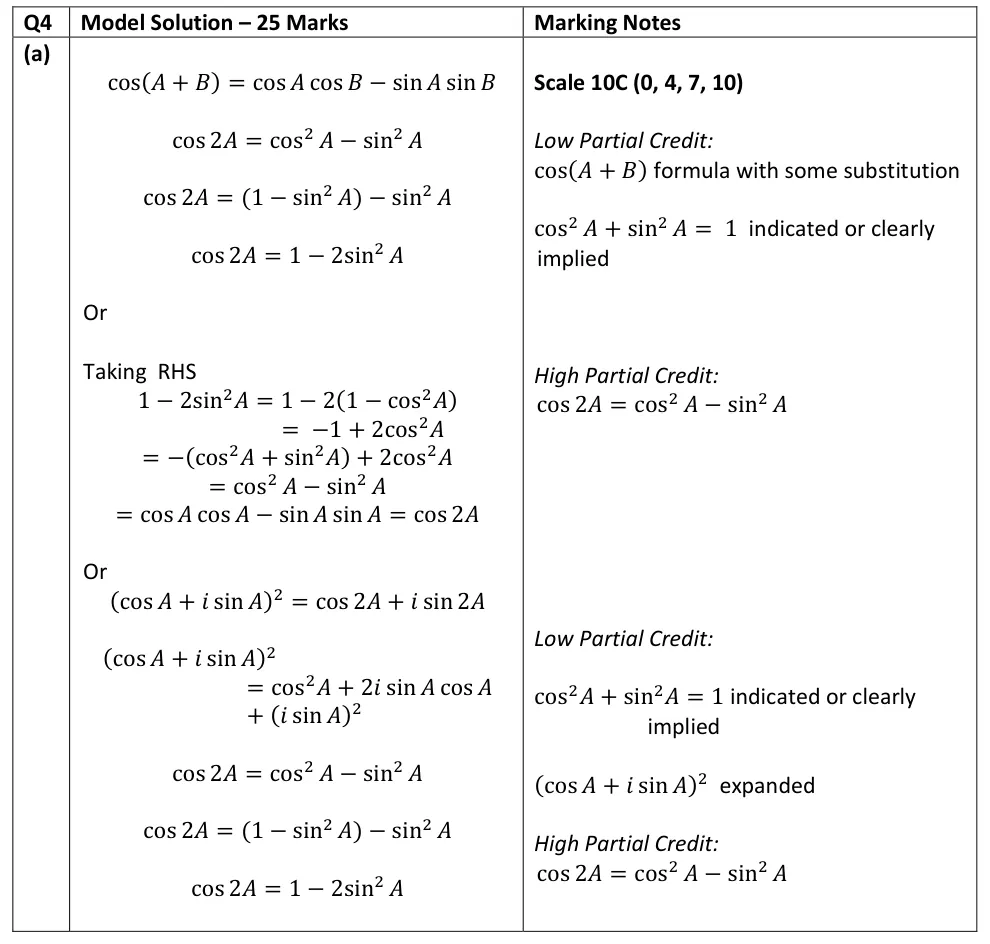 Q4 Model Solution – 25 Marks Marking Notes
(a)
cos(A + B) = cos A cos B − sin A sin B
cos 2A = cos² A − sin² A
cos 2A = (1 − sin² A) − sin² A
cos 2A = 1 − 2sin² A
Or
Taking RHS
1 − 2sin²A = 1 − 2(1 − cos²A)
= −1 + 2cos²A
= −(cos²A + sin²A) + 2cos²A
= cos² A − sin² A
= cos A cos A − sin A sin A = cos 2A
Or
(cos A + i sin A)² = cos 2A + i sin 2A
(cos A + i sin A)²
= cos²A + 2i sin A cos A
+ (i sin A)²
cos 2A = cos² A − sin² A
cos 2A = (1 − sin² A) − sin² A
cos 2A = 1 − 2sin² A
Scale 10C (0, 4, 7, 10)
Low Partial Credit:
cos(A + B) formula with some substitution
cos² A + sin² A = 1 indicated or clearly
implied
High Partial Credit:
cos 2A = cos² A − sin² A
Low Partial Credit:
cos²A + sin²A = 1 indicated or clearly
implied
(cos A + i sin A)² expanded
High Partial Credit:
cos 2A = cos² A − sin² A